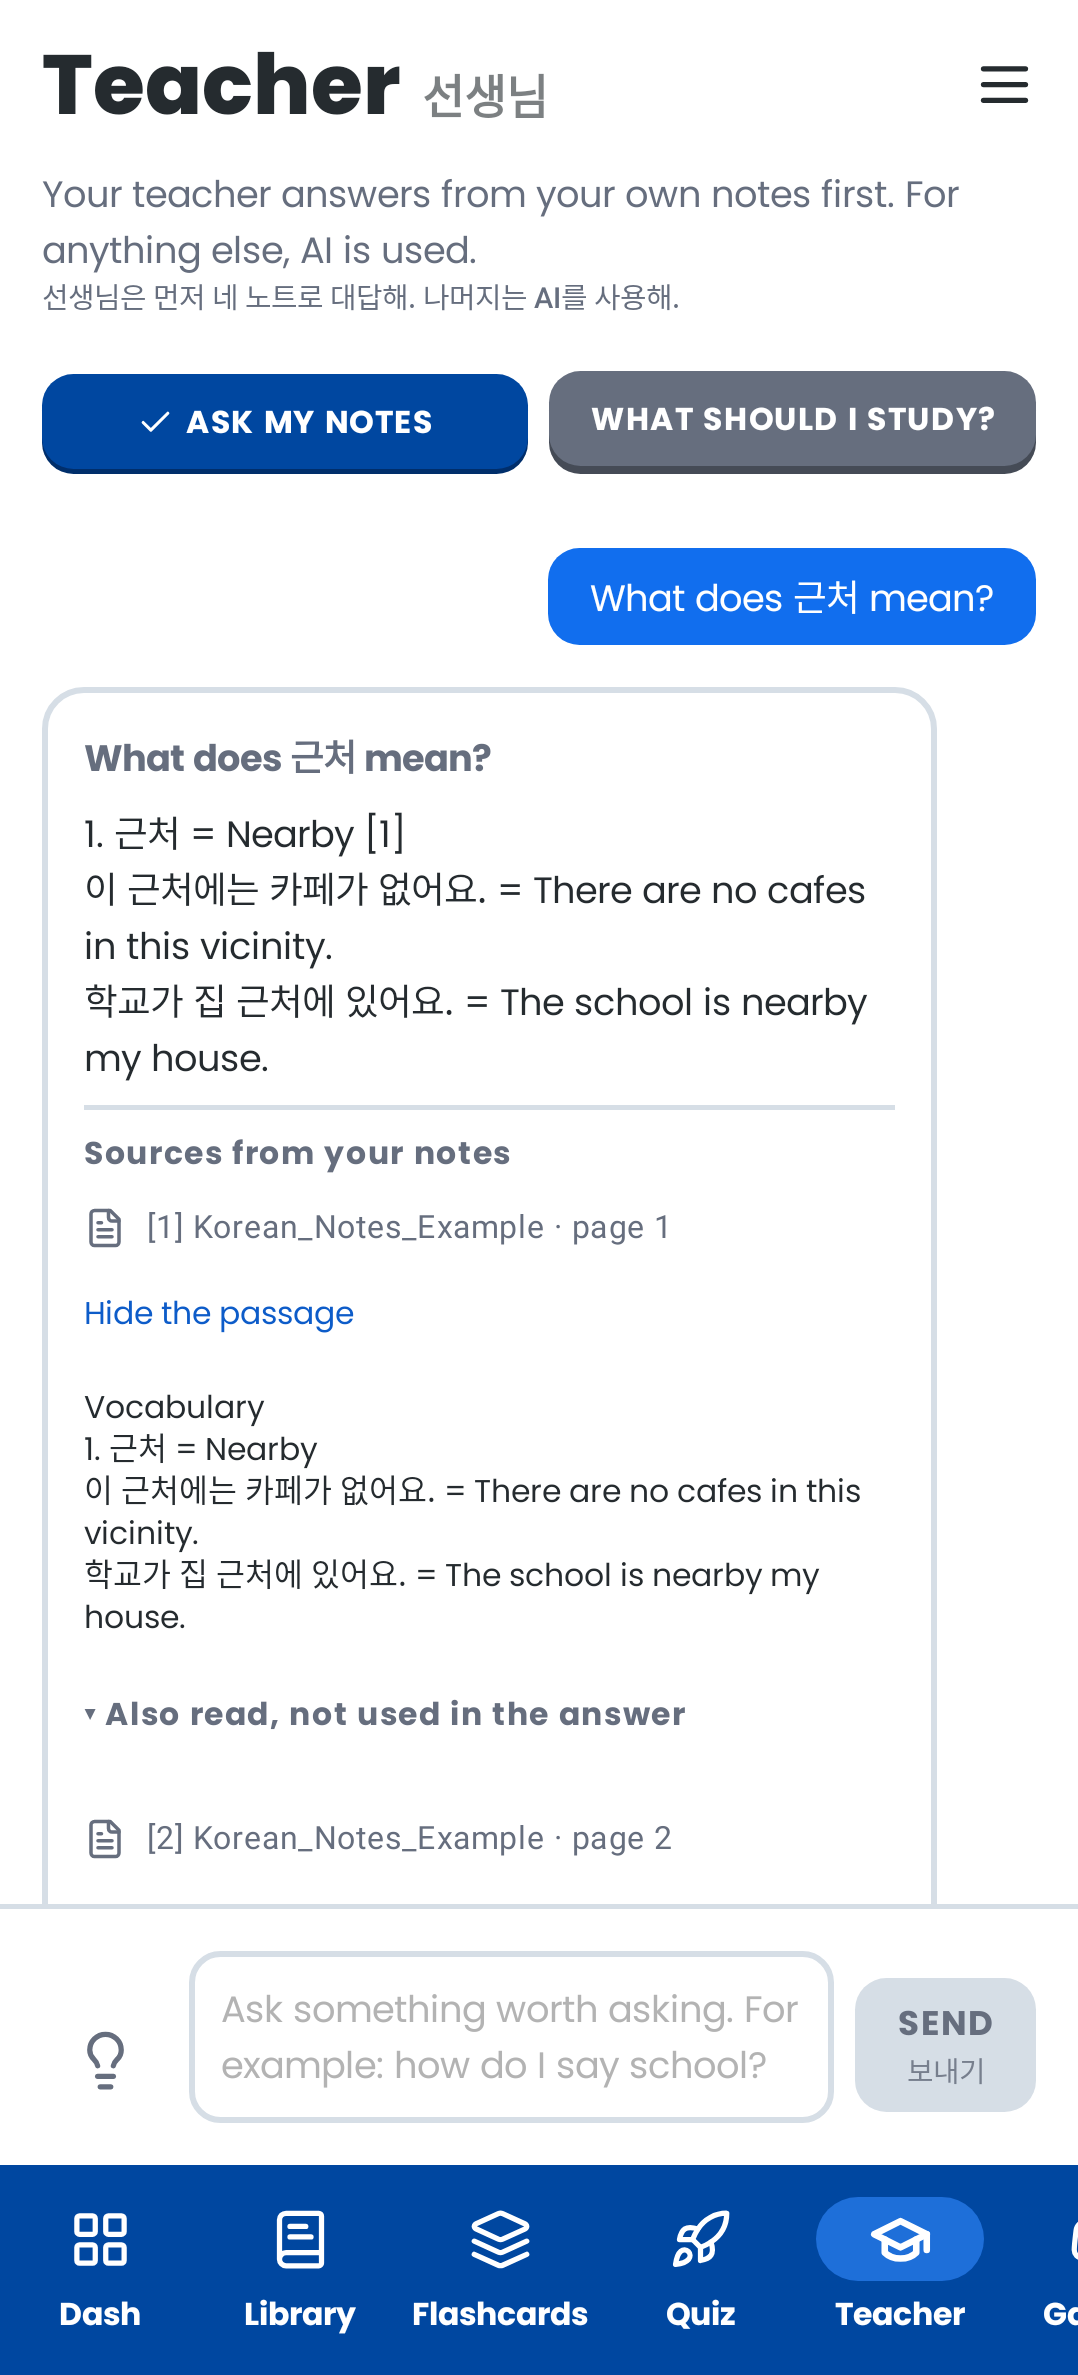 Teacher 선생님
Your teacher answers from your own notes first. For
anything else, AI is used.
선생님은 먼저 네 노트로 대답해. 나머지는 AI를 사용해.
ASK MY NOTES
WHAT SHOULD I STUDY?
What does 근처 mean?
What does 근처 mean?
1. 근처 = Nearby [1]
이 근처에는 카페가 없어요. = There are no cafes
in this vicinity.
학교가 집 근처에 있어요. = The school is nearby
my house.
Sources from your notes
[1] Korean_Notes_Example · page 1
Hide the passage
Vocabulary
1. 근처 = Nearby
이 근처에는 카페가 없어요. = There are no cafes in this
vicinity.
학교가 집 근처에 있어요. = The school is nearby my
house.
▾ Also read, not used in the answer
[2] Korean_Notes_Example · page 2
Ask something worth asking. For
example: how do I say school?
SEND
보내기
Dash
Library
Flashcards
Quiz
Teacher